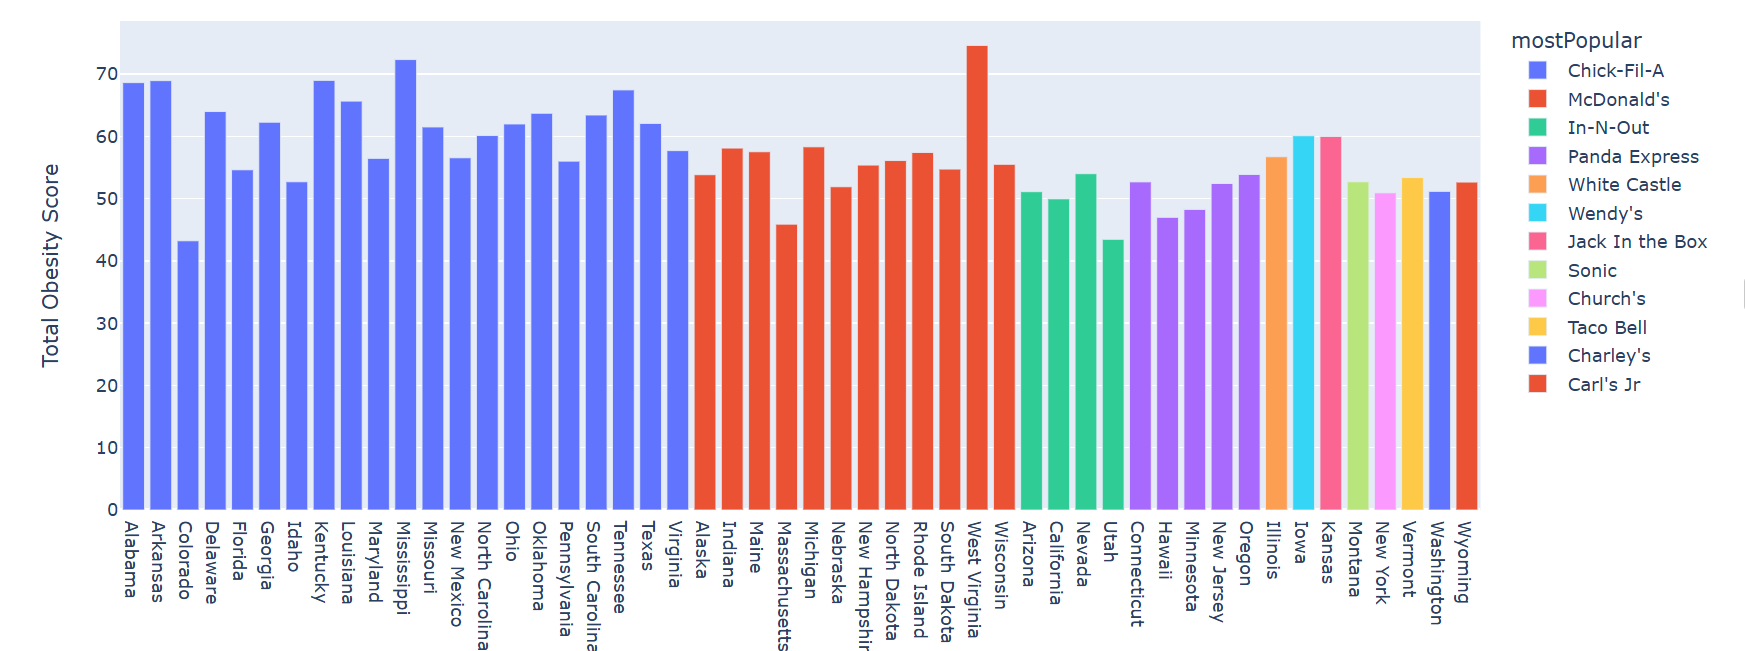 mostPopular
Chick-Fil-A
McDonald's
In-N-Out
Panda Express
White Castle
Wendy's
Jack In the Box
Sonic
Church's
Taco Bell
Charley's
Carl's Jr
Total Obesity Score
70
60
50
40
30
20
10
0
Alabama
Arkansas
Colorado
Delaware
Florida
Georgia
Idaho
Kentucky
Louisiana
Maryland
Mississippi
Missouri
New Mexico
North Carolina
Ohio
Oklahoma
Pennsylvania
South Carolina
Tennessee
Texas
Virginia
Alaska
Indiana
Maine
Massachusetts
Michigan
Nebraska
New Hampshir
North Dakota
Rhode Island
South Dakota
West Virginia
Wisconsin
Arizona
California
Nevada
Utah
Connecticut
Hawaii
Minnesota
New Jersey
Oregon
Illinois
Iowa
Kansas
Montana
New York
Vermont
Washington
Wyoming